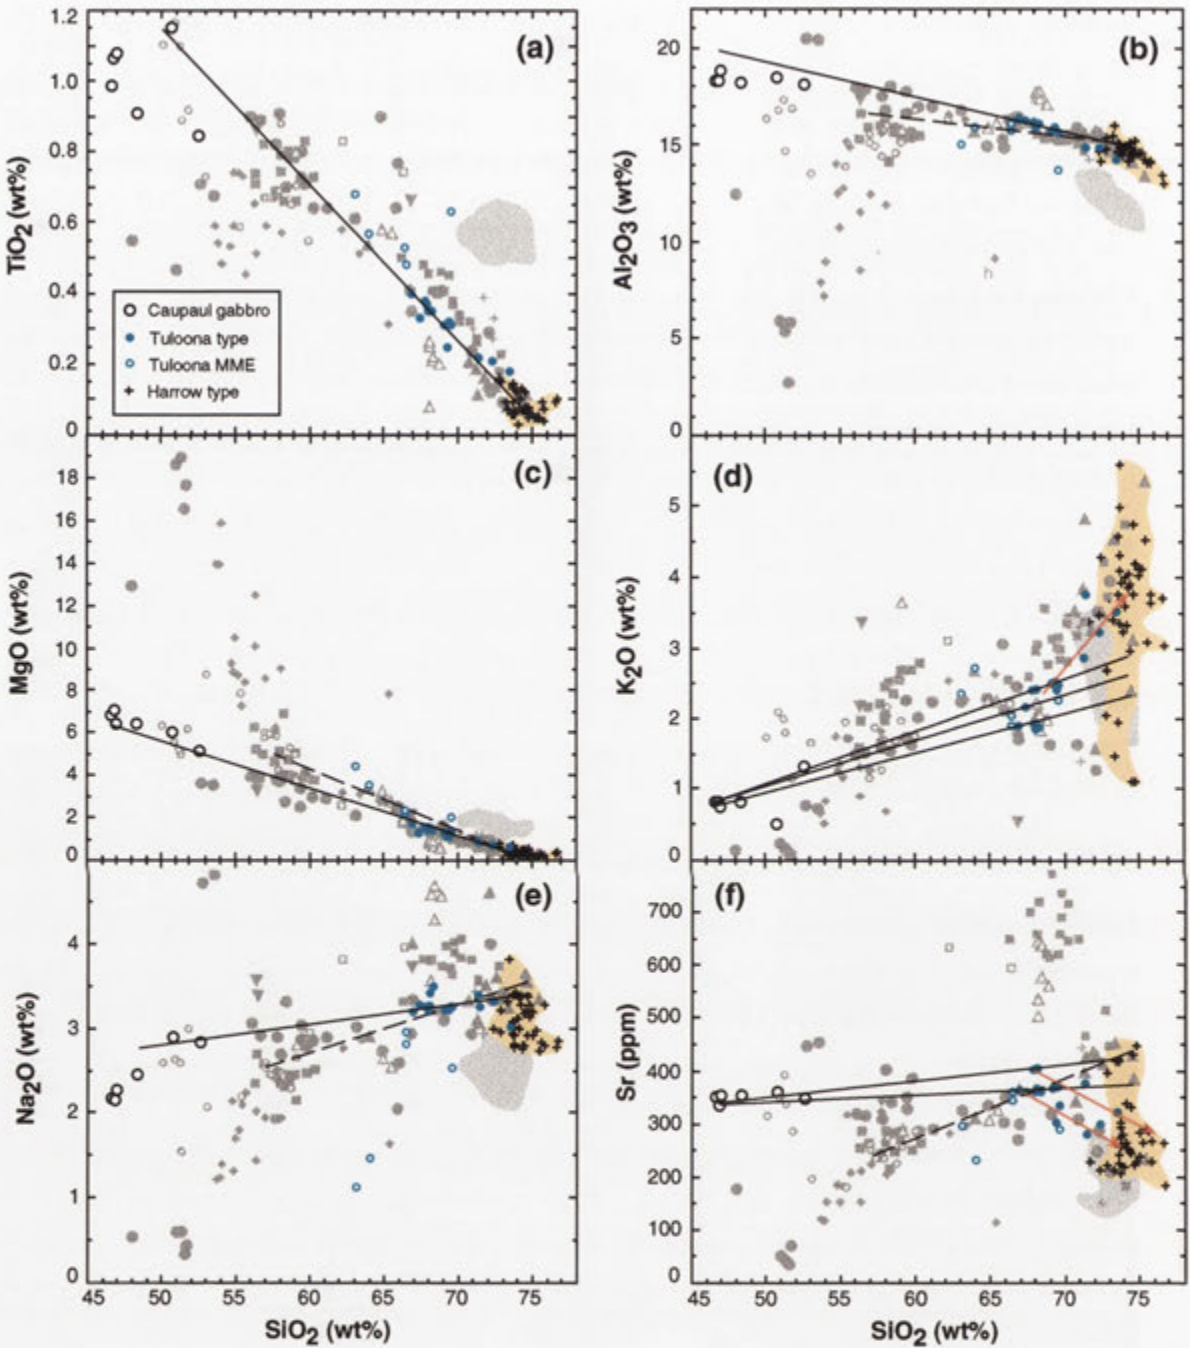 (a)
1.2
1.0
0.8
0.6
0.4
0.2
0
TiO2 (wt%)
Caupaul gabbro
Tuloona type
Tuloona MME
Harrow type
(b)
20
15
10
5
0
Al2O3 (wt%)
h
(c)
18
16
14
12
10
8
6
4
2
0
MgO (wt%)
(d)
5
4
3
2
1
0
K2O (wt%)
(e)
4
3
2
1
0
Na2O (wt%)
45 50 55 60 65 70 75
SiO2 (wt%)
(f)
700
600
500
400
300
200
100
0
Sr (ppm)
45 50 55 60 65 70 75
SiO2 (wt%)